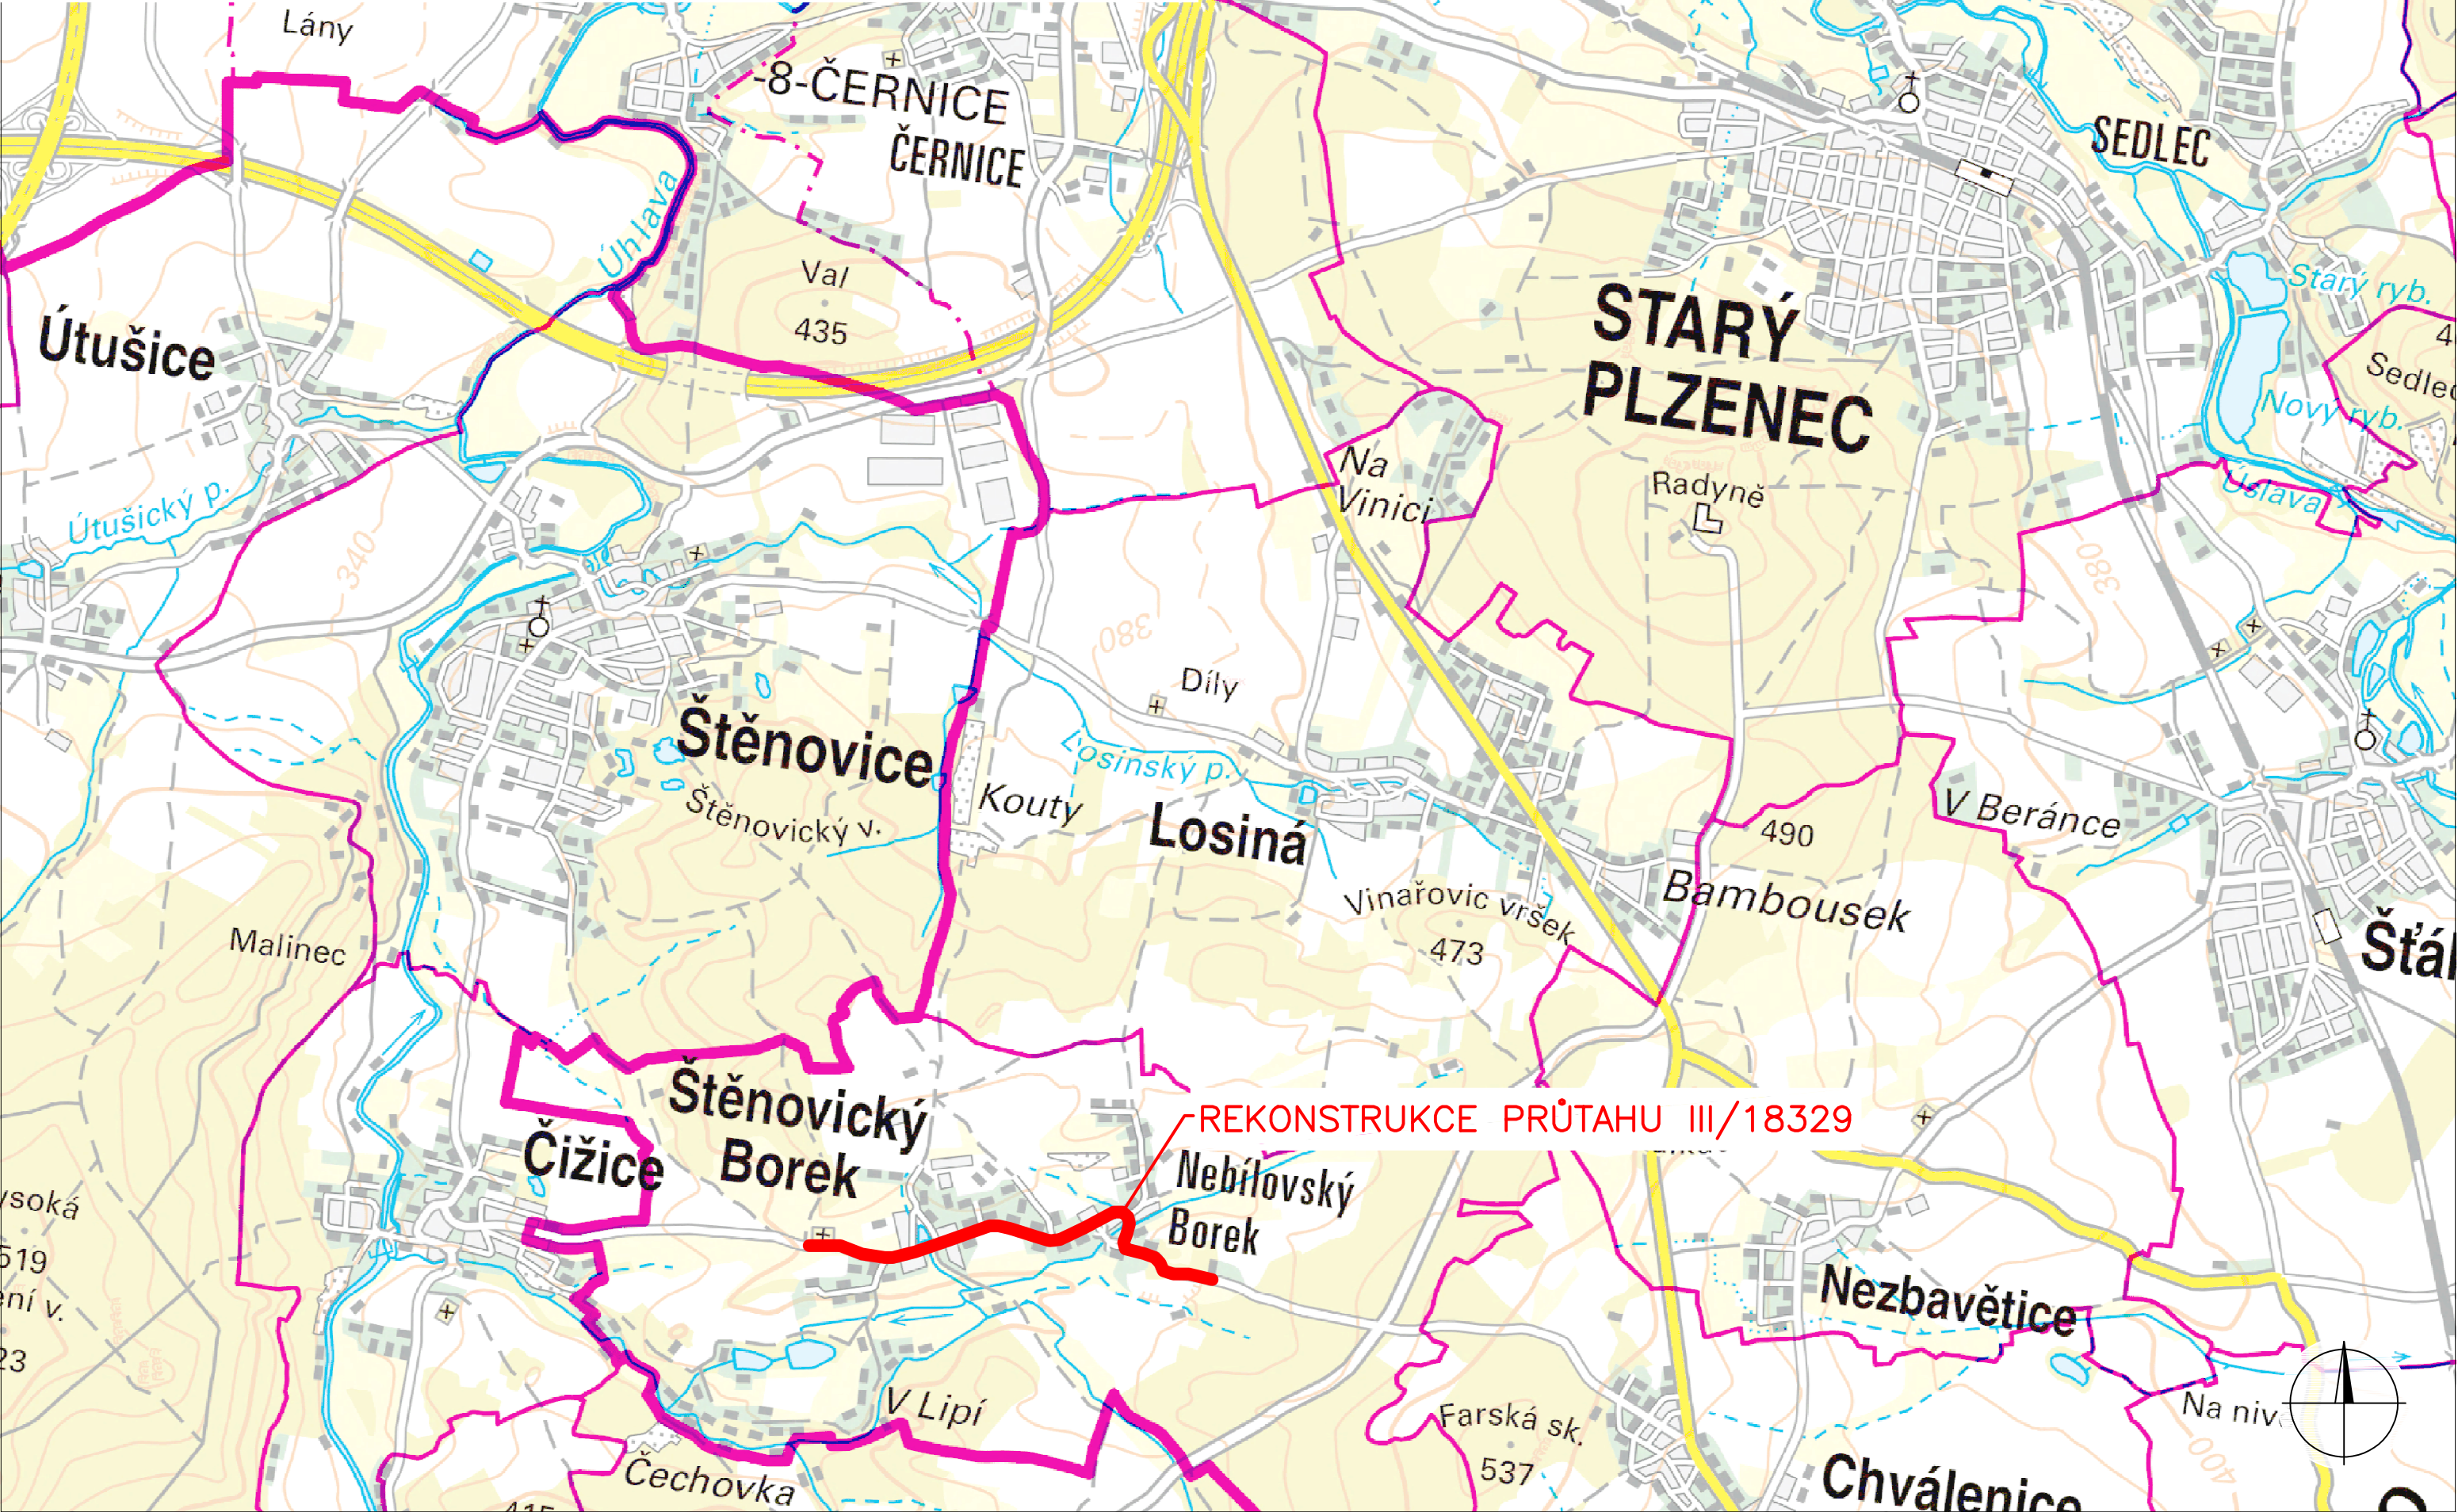 Lány
-8-ČERNICE
ČERNICE
SEDLEC
Úhlava
Val
435
Starý ryb.
STARÝ
PLZENEC
Útušice
Nový ryb.
Na
Vinici
Radyně
Úslava
Útušický p.
340
380
380
Díly
Štěnovice
Losinský p.
Štěnovický v.
Kouty
Losiná
V Beránce
490
Bambousek
Vinařovic vršek
473
Malinec
Štěnovický
Borek
REKONSTRUKCE PRŮTAHU III/18329
Čižice
Nebílovský
Borek
519
Nezbavětice
V Lipí
Farská sk.
537
Na niv
400
Čechovka
Chválenice